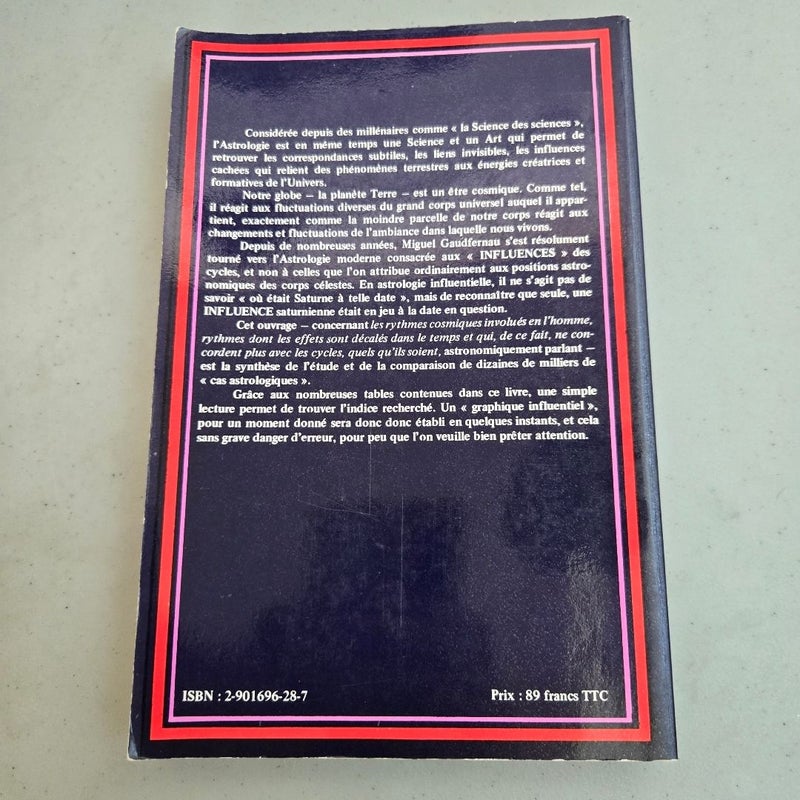 Considérée depuis des millénaires comme « la Science des sciences »,
l'Astrologie est en même temps une Science et un Art qui permet de
retrouver les correspondances subtiles, les liens invisibles, les influences
cachées qui relient des phénomènes terrestres aux énergies créatrices et
formatives de l'Univers.
Notre globe – la planète Terre – est un être cosmique. Comme tel,
il réagit aux fluctuations diverses du grand corps universel auquel il appar-
tient, exactement comme la moindre parcelle de notre corps réagit aux
changements et fluctuations de l'ambiance dans laquelle nous vivons.
Depuis de nombreuses années, Miguel Gaudfernau s'est résolument
tourné vers l'Astrologie moderne consacrée aux « INFLUENCES » des
cycles, et non à celles que l'on attribue ordinairement aux positions astro-
nomiques des corps célestes. En astrologie influentielle, il ne s'agit pas de
savoir « où était Saturne à telle date », mais de reconnaître que seule, une
INFLUENCE saturnienne était en jeu à la date en question.
Cet ouvrage – concernant les rythmes cosmiques involués en l'homme,
rythmes dont les effets sont décalés dans le temps et qui, de ce fait, ne con-
cordent plus avec les cycles, quels qu'ils soient, astronomiquement parlant –
est la synthèse de l'étude et de la comparaison de dizaines de milliers de
« cas astrologiques ».
Grâce aux nombreuses tables contenues dans ce livre, une simple
lecture permet de trouver l'indice recherché. Un « graphique influentiel »,
pour un moment donné sera donc donc établi en quelques instants, et cela
sans grave danger d'erreur, pour peu que l'on veuille bien prêter attention.
ISBN : 2-901696-28-7
Prix : 89 francs TTC